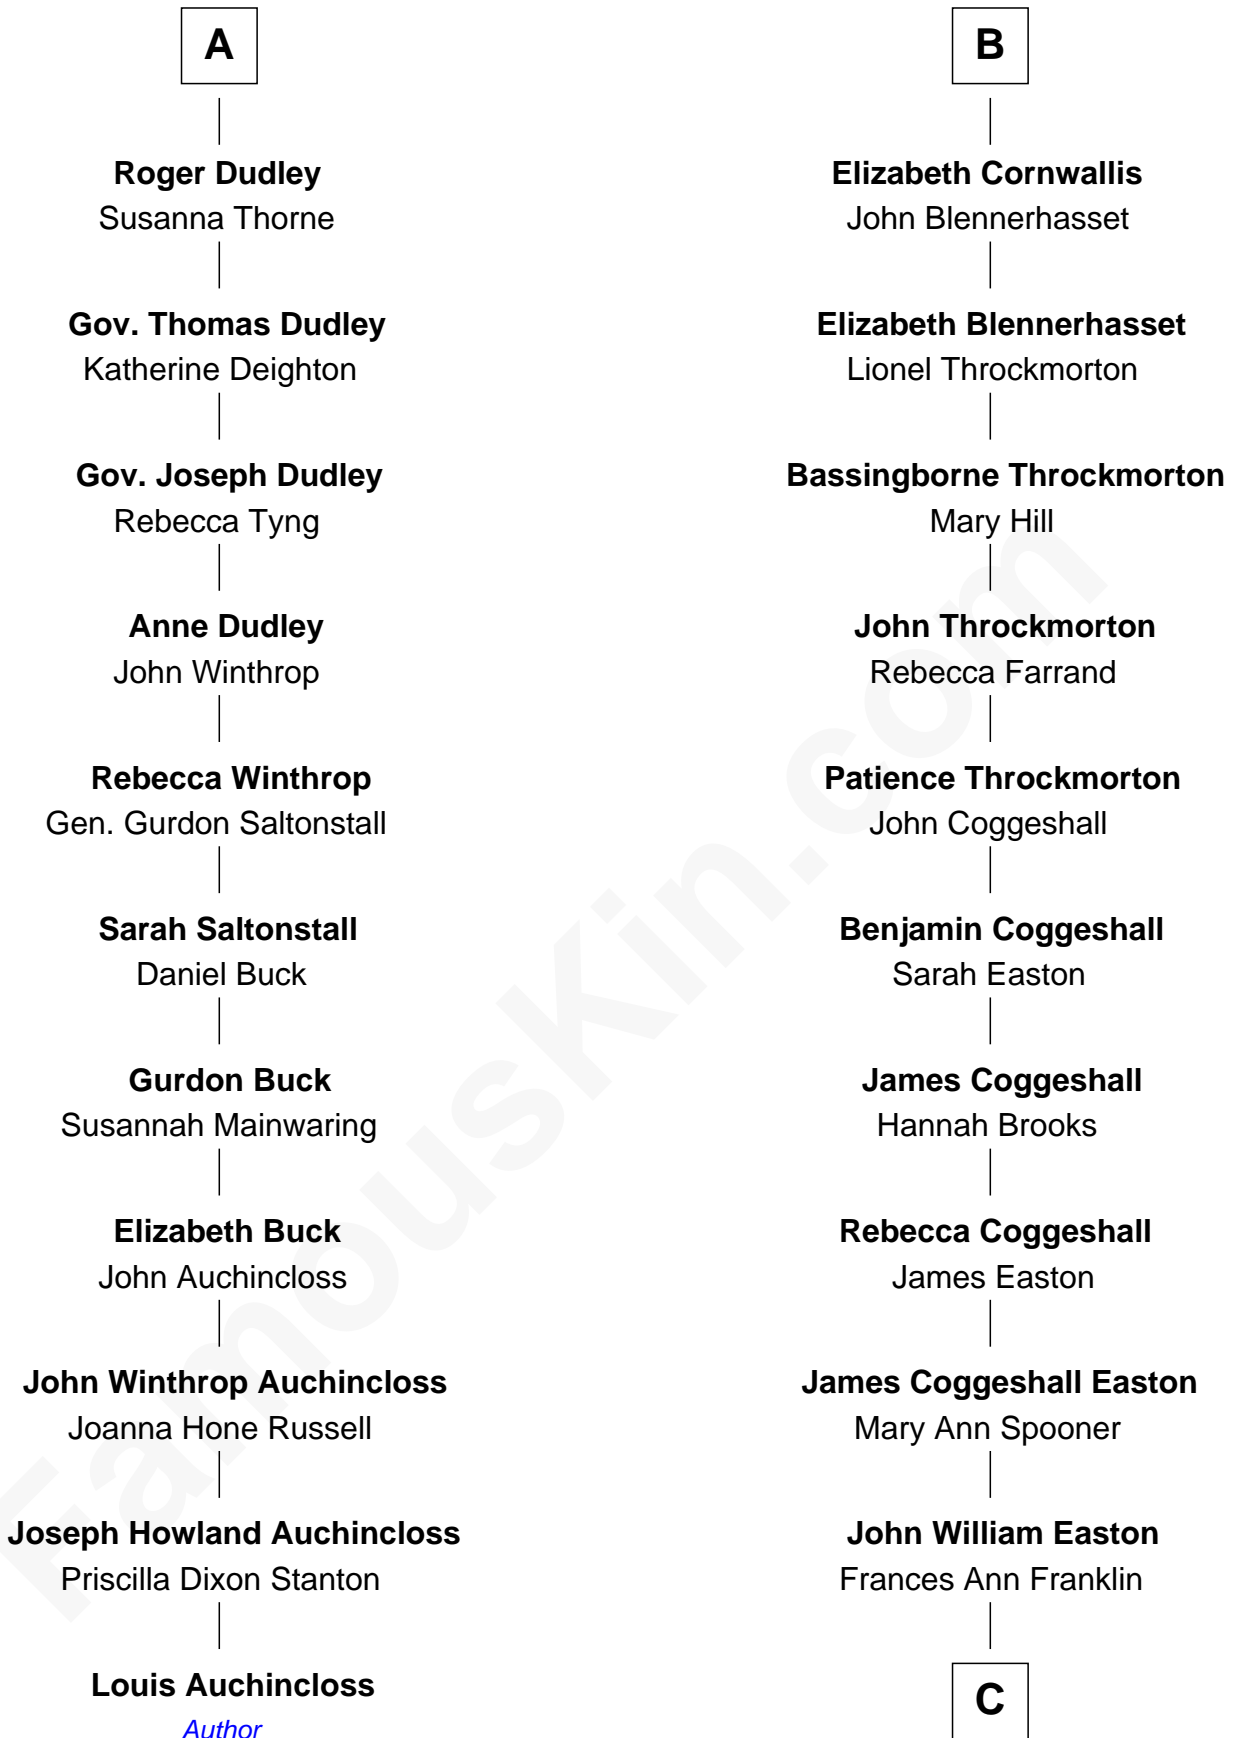 A
Roger Dudley
Susanna Thorne
Gov. Thomas Dudley
Katherine Deighton
Gov. Joseph Dudley
Rebecca Tyng
Anne Dudley
John Winthrop
Rebecca Winthrop
Gen. Gurdon Saltonstall
Sarah Saltonstall
Daniel Buck
Gurdon Buck
Susannah Mainwaring
Elizabeth Buck
John Auchincloss
John Winthrop Auchincloss
Joanna Hone Russell
Joseph Howland Auchincloss
Priscilla Dixon Stanton
Louis Auchincloss
Author
B
Elizabeth Cornwallis
John Blennerhasset
Elizabeth Blennerhasset
Lionel Throckmorton
Bassingborne Throckmorton
Mary Hill
John Throckmorton
Rebecca Farrand
Patience Throckmorton
John Coggeshall
Benjamin Coggeshall
Sarah Easton
James Coggeshall
Hannah Brooks
Rebecca Coggeshall
James Easton
James Coggeshall Easton
Mary Ann Spooner
John William Easton
Frances Ann Franklin
C
FamousKin.com